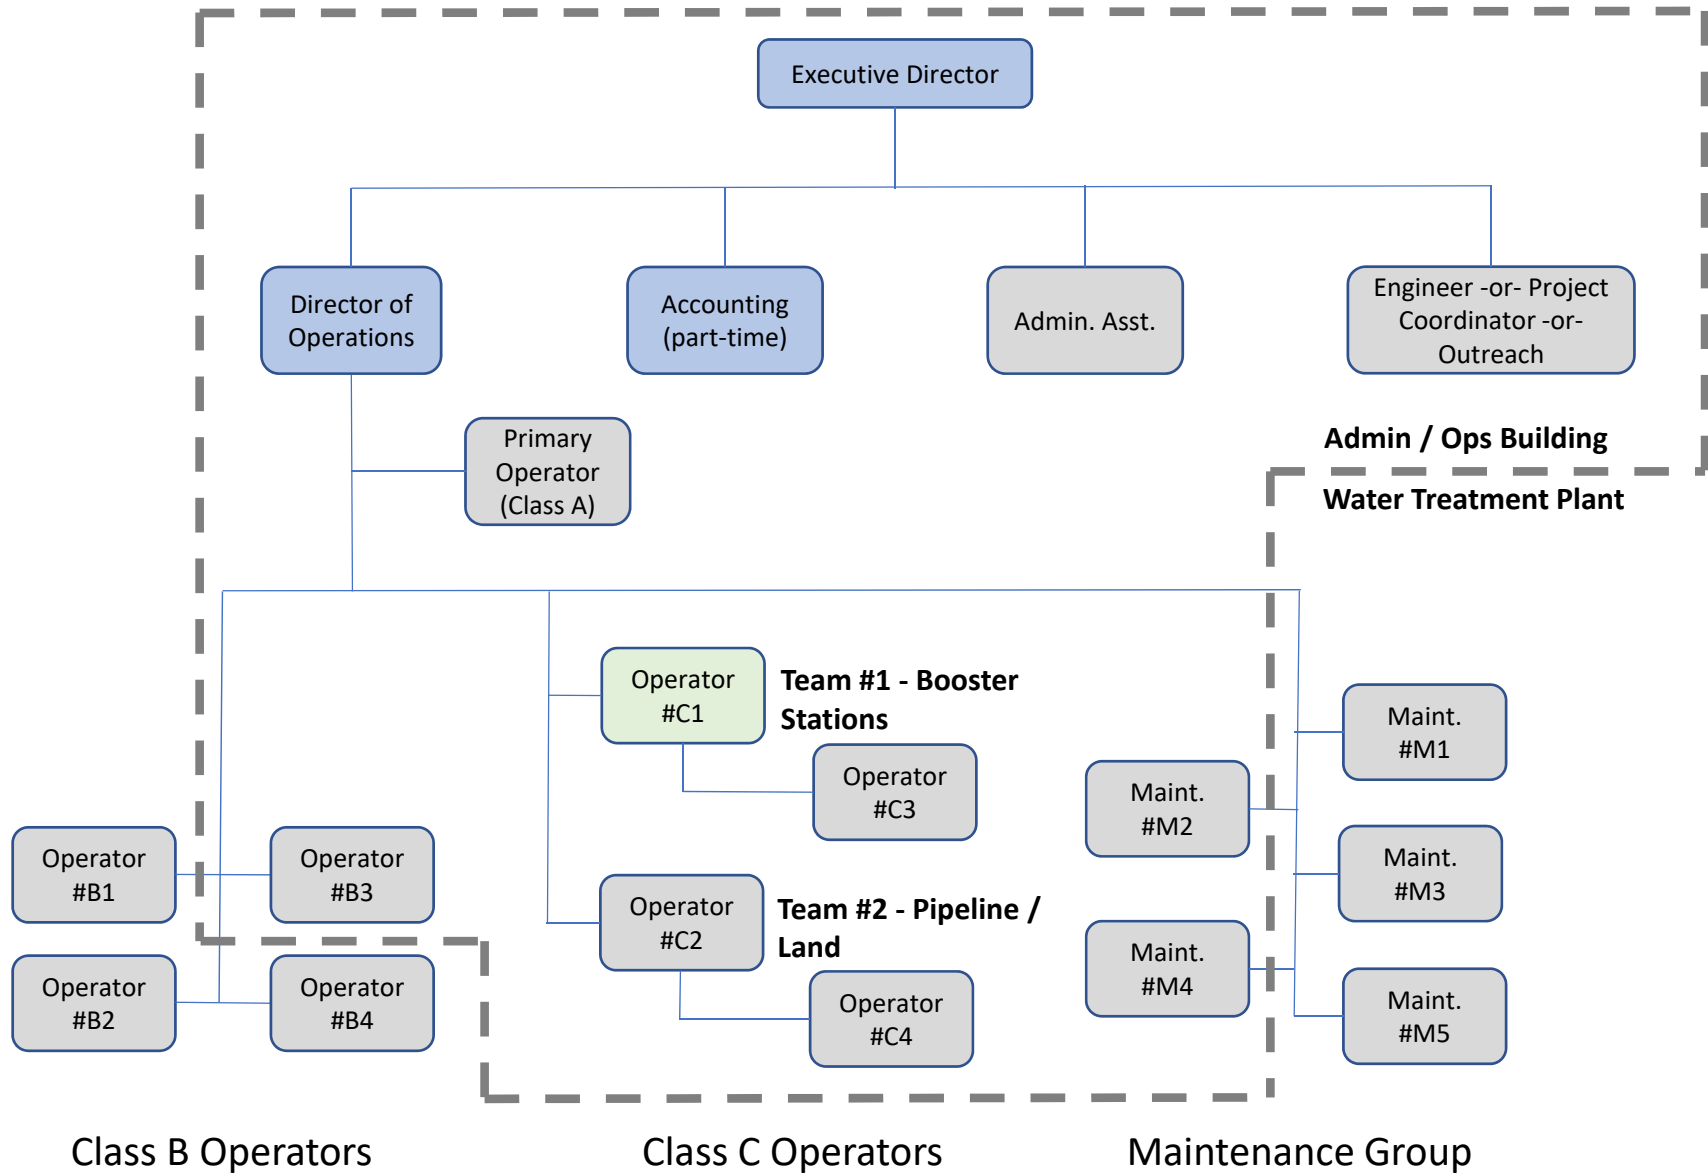 Executive Director
Director of
Operations
Accounting
(part-time)
Admin. Asst.
Engineer -or- Project
Coordinator -or-
Outreach
Primary
Operator
(Class A)
Admin / Ops Building
Water Treatment Plant
Operator
#C1
Team #1 - Booster
Stations
Operator
#C3
Operator
#C2
Team #2 - Pipeline /
Land
Operator
#C4
Operator
#B1
Operator
#B3
Operator
#B2
Operator
#B4
Maint.
#M1
Maint.
#M2
Maint.
#M3
Maint.
#M4
Maint.
#M5
Class B Operators
Class C Operators
Maintenance Group